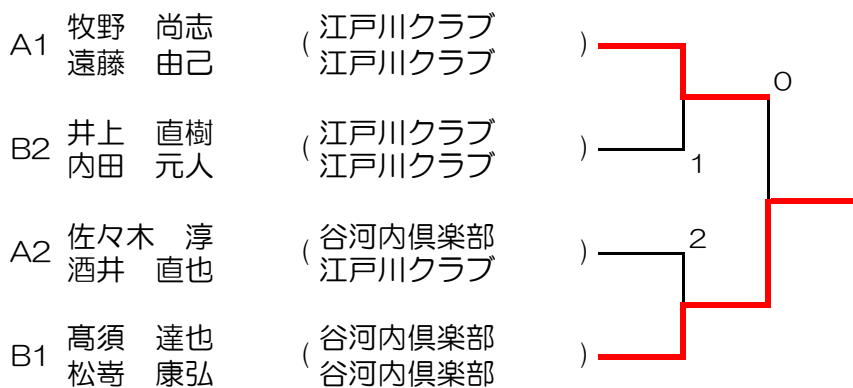 A1 牧野　尚志 ( 江戸川クラブ )
遠藤　由己 江戸川クラブ
0
B2 井上　直樹 ( 江戸川クラブ )
内田　元人 江戸川クラブ
1
A2 佐々木　淳 ( 谷河内倶楽部 ) 2
酒井　直也 江戸川クラブ
B1 髙須　達也 ( 谷河内倶楽部 )
松嵜　康弘 谷河内倶楽部